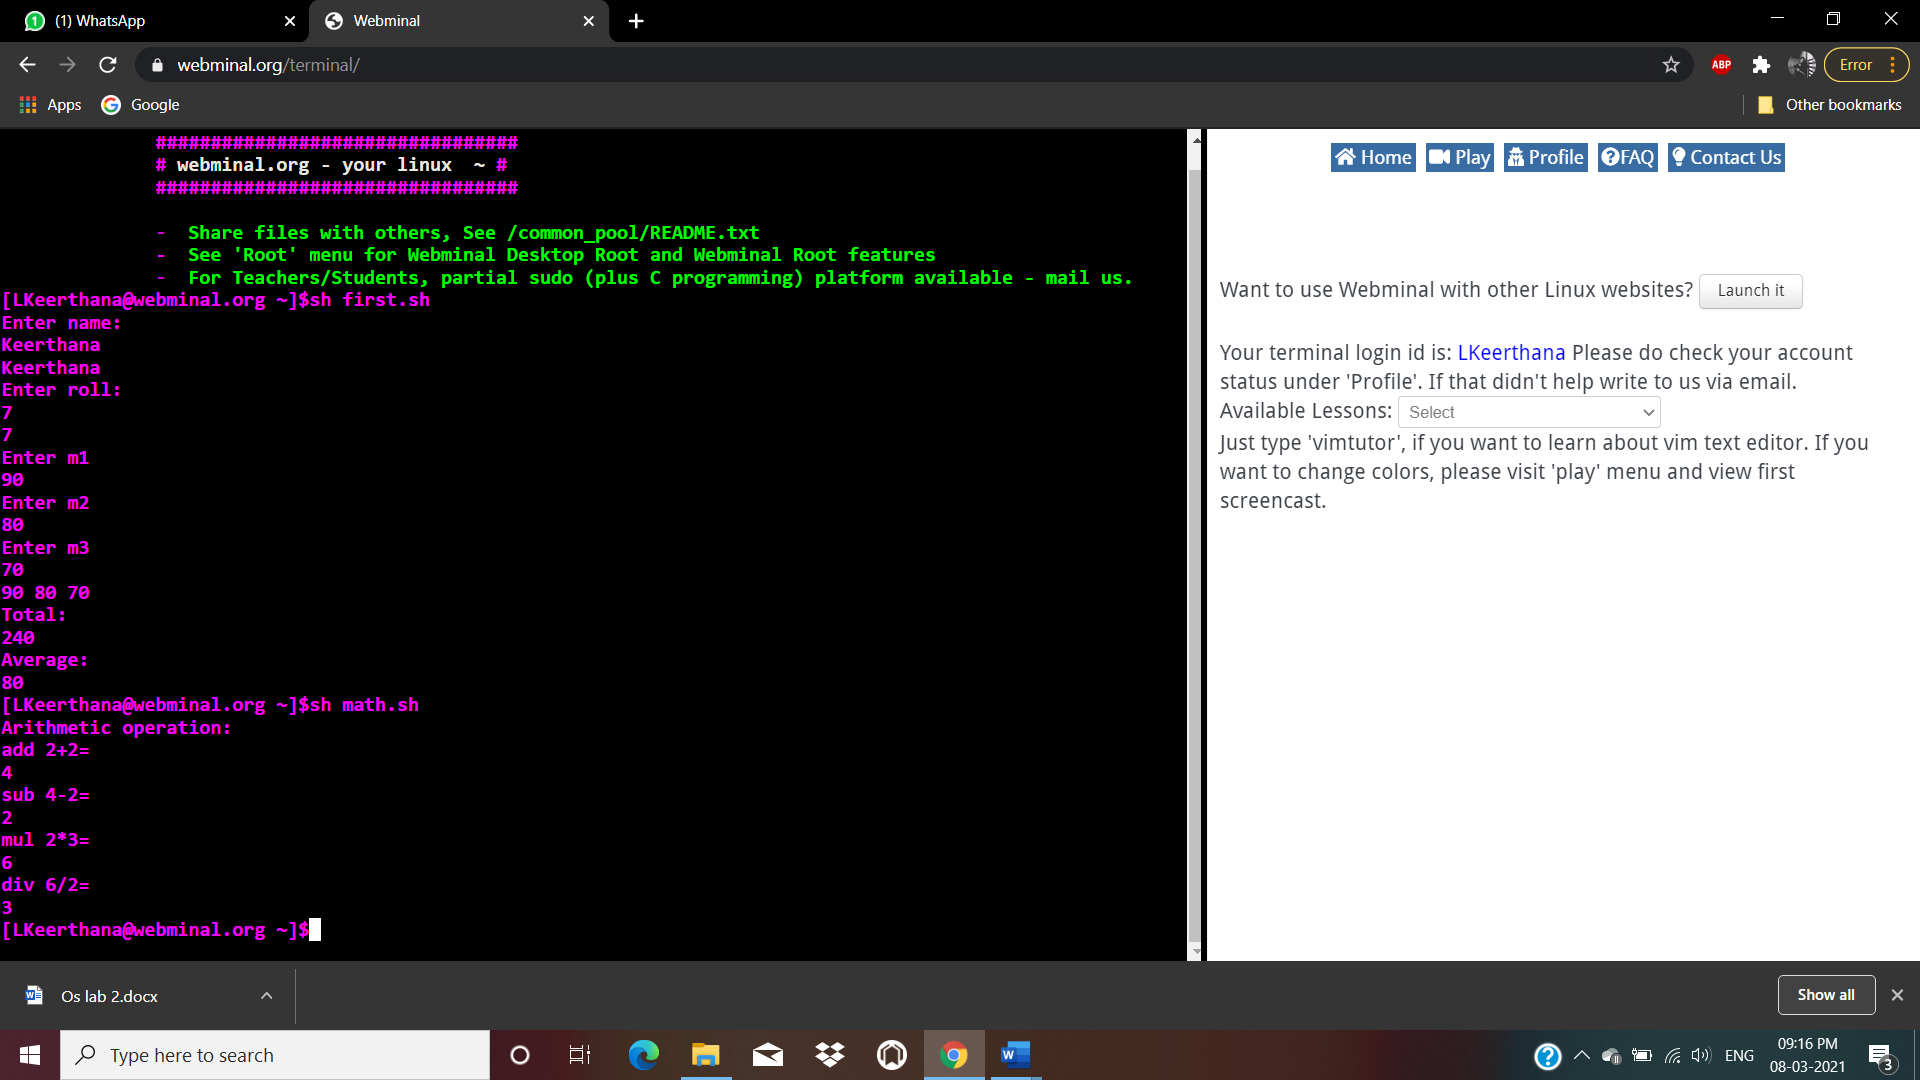 (1) WhatsApp
Webminal
webminal.org/terminal/
ABP
Error
Apps
Google
Other bookmarks
#################################
# webminal.org - your linux ~ #
#################################
- Share files with others, See /common_pool/README.txt
- See 'Root' menu for Webminal Desktop Root and Webminal Root features
- For Teachers/Students, partial sudo (plus C programming) platform available - mail us.
[LKeerthana@webminal.org ~]$sh first.sh
Enter name:
Keerthana
Keerthana
Enter roll:
7
7
Enter m1
90
Enter m2
80
Enter m3
70
90 80 70
Total:
240
Average:
80
[LKeerthana@webminal.org ~]$sh math.sh
Arithmetic operation:
add 2+2=
4
sub 4-2=
2
mul 2*3=
6
div 6/2=
3
[LKeerthana@webminal.org ~]$
Home Play Profile FAQ Contact Us
Want to use Webminal with other Linux websites? Launch it
Your terminal login id is: LKeerthana Please do check your account
status under 'Profile'. If that didn't help write to us via email.
Available Lessons: Select
Just type 'vimtutor', if you want to learn about vim text editor. If you
want to change colors, please visit 'play' menu and view first
screencast.
Os lab 2.docx
Show all
Type here to search
ENG
09:16 PM
08-03-2021
3